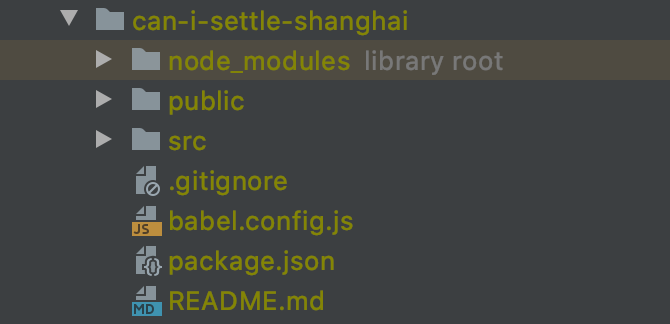 can-i-settle-shanghai
node_modules library root
public
src
.gitignore
JS babel.config.js
package.json
MD README.md